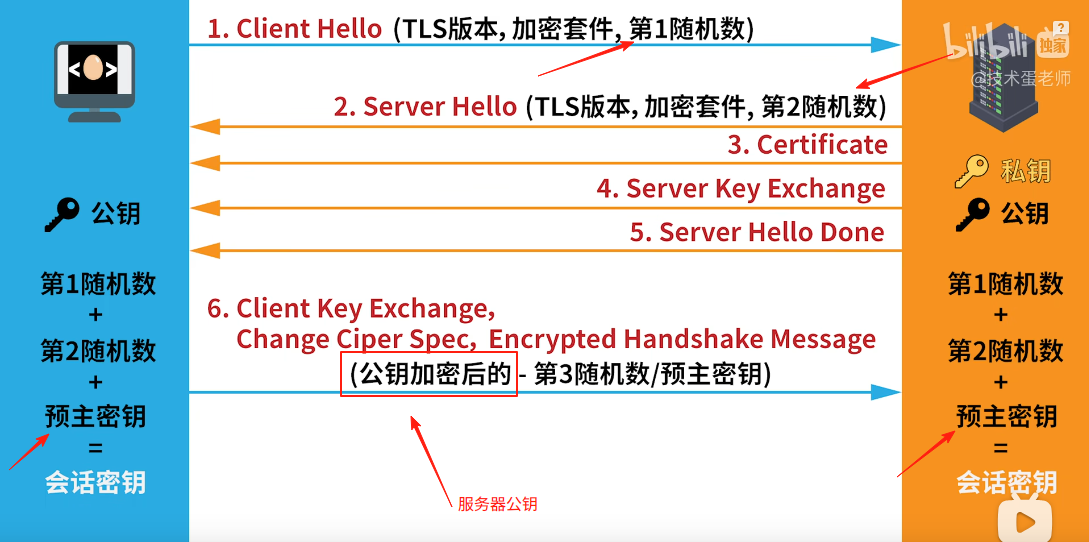 1. Client Hello (TLS版本, 加密套件, 第1随机数)
bilibili 独家
?
@技术蛋老师
< >
2. Server Hello (TLS版本, 加密套件, 第2随机数)
3. Certificate
私钥
4. Server Key Exchange
公钥
公钥
5. Server Hello Done
第1随机数
+
第2随机数
+
预主密钥
=
会话密钥
6. Client Key Exchange,
Change Ciper Spec, Encrypted Handshake Message
(公钥加密后的 - 第3随机数/预主密钥)
服务器公钥
第1随机数
+
第2随机数
+
预主密钥
=
会话密钥